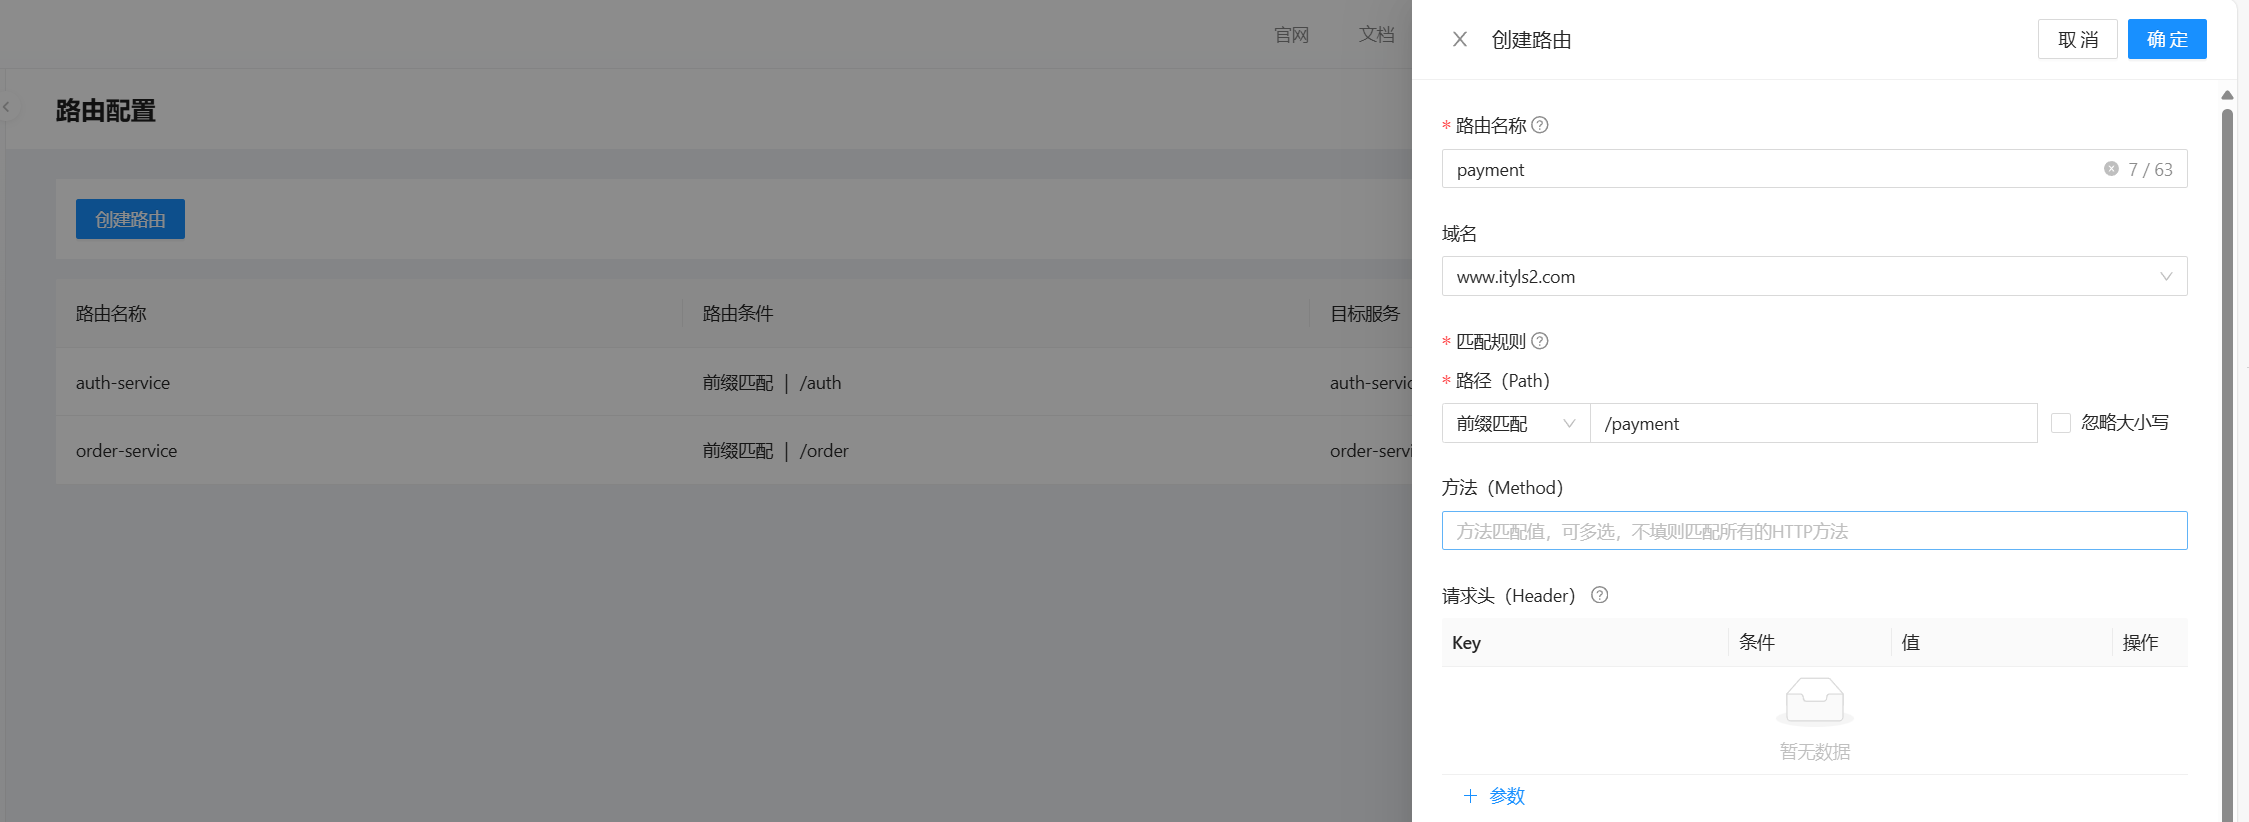 官网 文档
路由配置
创建路由
路由名称 路由条件 目标服务
auth-service 前缀匹配 | /auth auth-servic
order-service 前缀匹配 | /order order-servi
创建路由 取 消 确 定
* 路由名称
payment 7 / 63
域名
www.ityls2.com
* 匹配规则
* 路径（Path）
前缀匹配 /payment 忽略大小写
方法（Method）
方法匹配值，可多选，不填则匹配所有的HTTP方法
请求头（Header）
Key 条件 值 操作
暂无数据
+ 参数